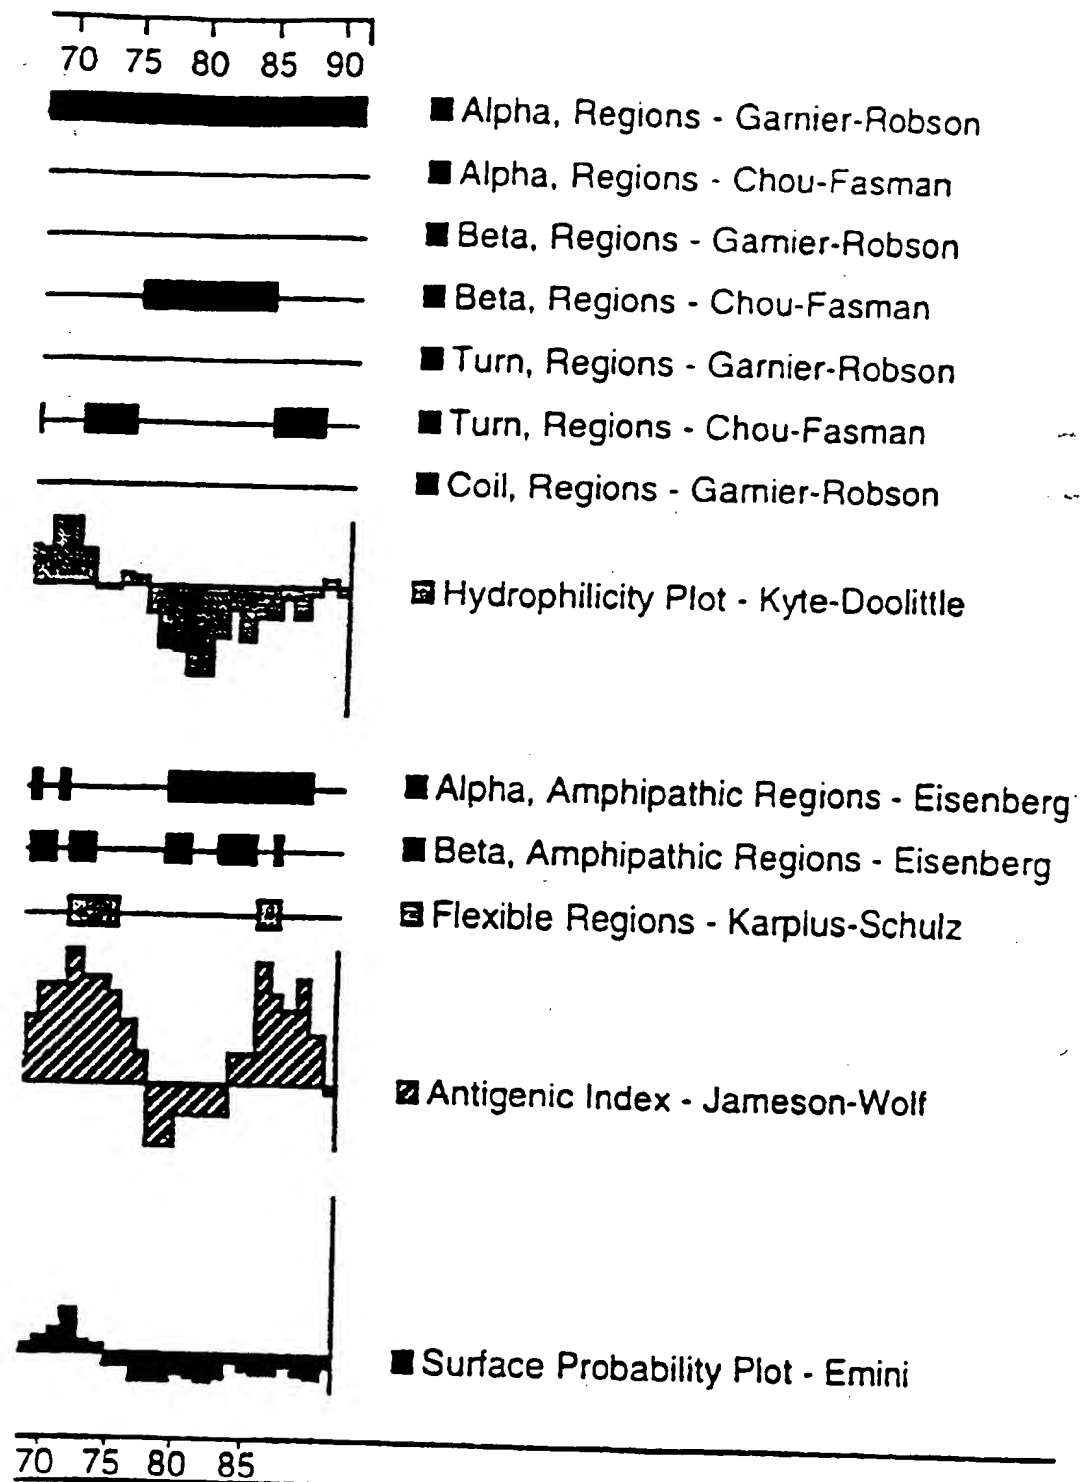 70 75 80 85 90
Alpha, Regions - Garnier-Robson
Alpha, Regions - Chou-Fasman
Beta, Regions - Garnier-Robson
Beta, Regions - Chou-Fasman
Turn, Regions - Garnier-Robson
Turn, Regions - Chou-Fasman
Coil, Regions - Garnier-Robson
Hydrophilicity Plot - Kyte-Doolittle
Alpha, Amphipathic Regions - Eisenberg
Beta, Amphipathic Regions - Eisenberg
Flexible Regions - Karplus-Schulz
Antigenic Index - Jameson-Wolf
Surface Probability Plot - Emini
70 75 80 85